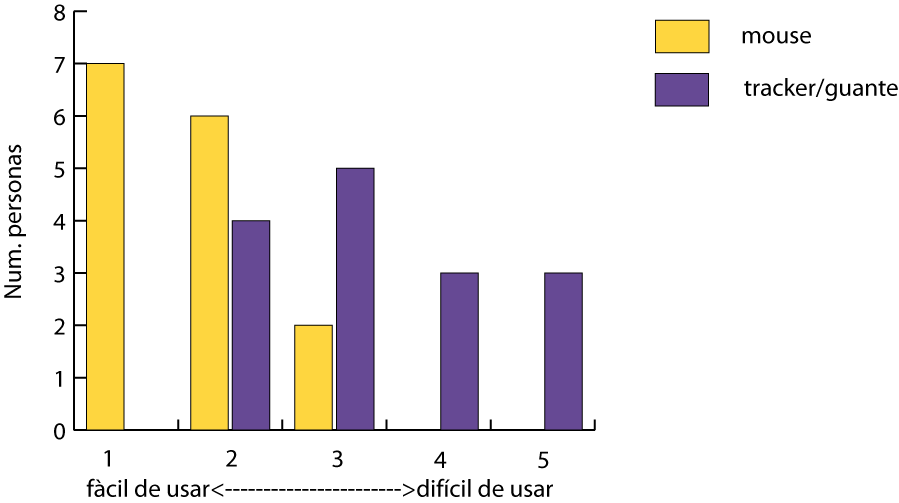 8
7
6
5
4
3
2
1
0
Num. personas
mouse
tracker/guante
1 2 3 4 5
fàcil de usar<----------------------->difícil de usar